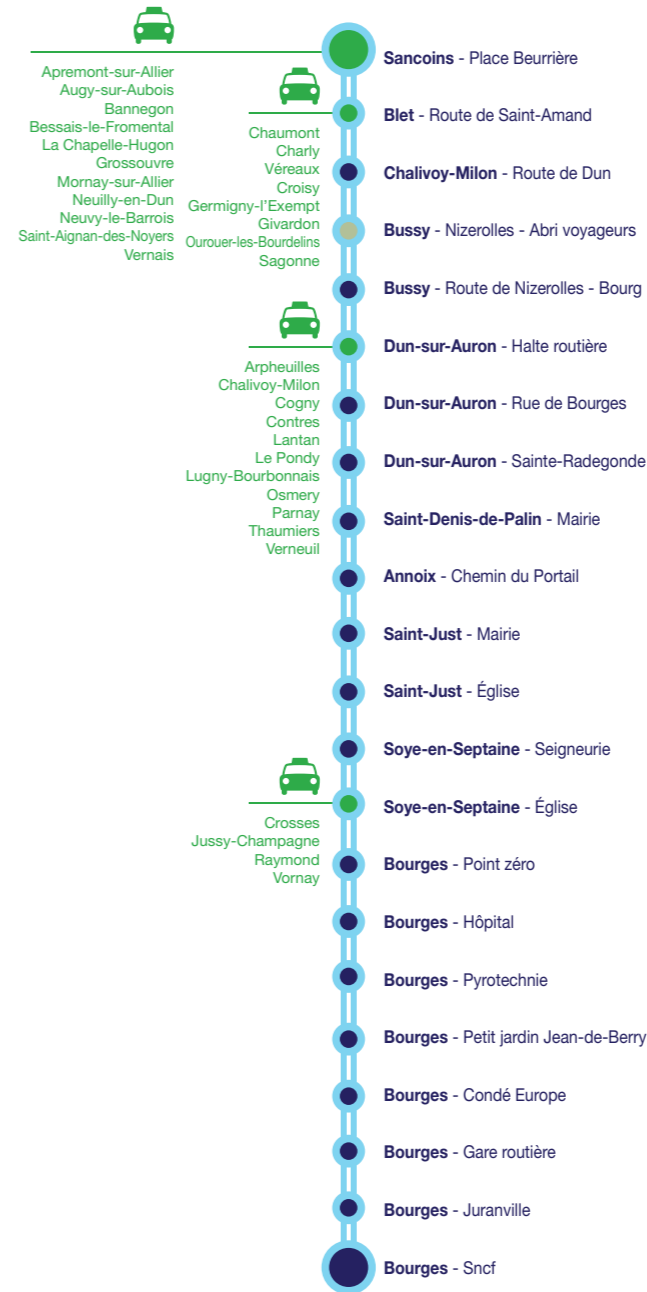 Sancoins - Place Beurrière
Apremont-sur-Allier
Augy-sur-Aubois
Bannegon
Bessais-le-Fromental
La Chapelle-Hugon
Grossouvre
Mornay-sur-Allier
Neuilly-en-Dun
Neuvy-le-Barrois
Saint-Aignan-des-Noyers
Vernais
Blet - Route de Saint-Amand
Chaumont
Charly
Véreaux
Croisy
Germigny-l'Exempt
Givardon
Ourouer-les-Bourdelins
Sagonne
Chalivoy-Milon - Route de Dun
Bussy - Nizerolles - Abri voyageurs
Bussy - Route de Nizerolles - Bourg
Dun-sur-Auron - Halte routière
Arpheuilles
Chalivoy-Milon
Cogny
Contres
Lantan
Le Pondy
Lugny-Bourbonnais
Osmery
Parnay
Thaumiers
Verneuil
Dun-sur-Auron - Rue de Bourges
Dun-sur-Auron - Sainte-Radegonde
Saint-Denis-de-Palin - Mairie
Annoix - Chemin du Portail
Saint-Just - Mairie
Saint-Just - Église
Soye-en-Septaine - Seigneurie
Soye-en-Septaine - Église
Crosses
Jussy-Champagne
Raymond
Vornay
Bourges - Point zéro
Bourges - Hôpital
Bourges - Pyrotechnie
Bourges - Petit jardin Jean-de-Berry
Bourges - Condé Europe
Bourges - Gare routière
Bourges - Juranville
Bourges - Sncf